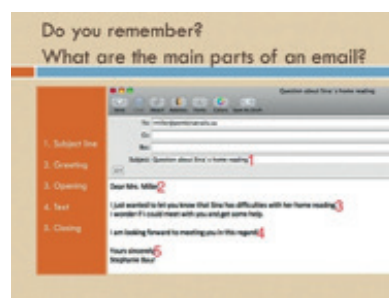 Do you remember?
What are the main parts of an email?
Question about Sina's home reading
1. Subject line
2. Greeting
3. Opening
4. Text
5. Closing
To:
Cc:
Bcc:
Subject: Question about Sina's home reading 1
Dear Mrs. Miller 2
I just wanted to let you know that Sina has difficulties with her home reading 3
I wonder if I could meet with you and get some help.
I am looking forward to meeting you in this regard. 4
Yours sincerely 5
Stephanie Baur